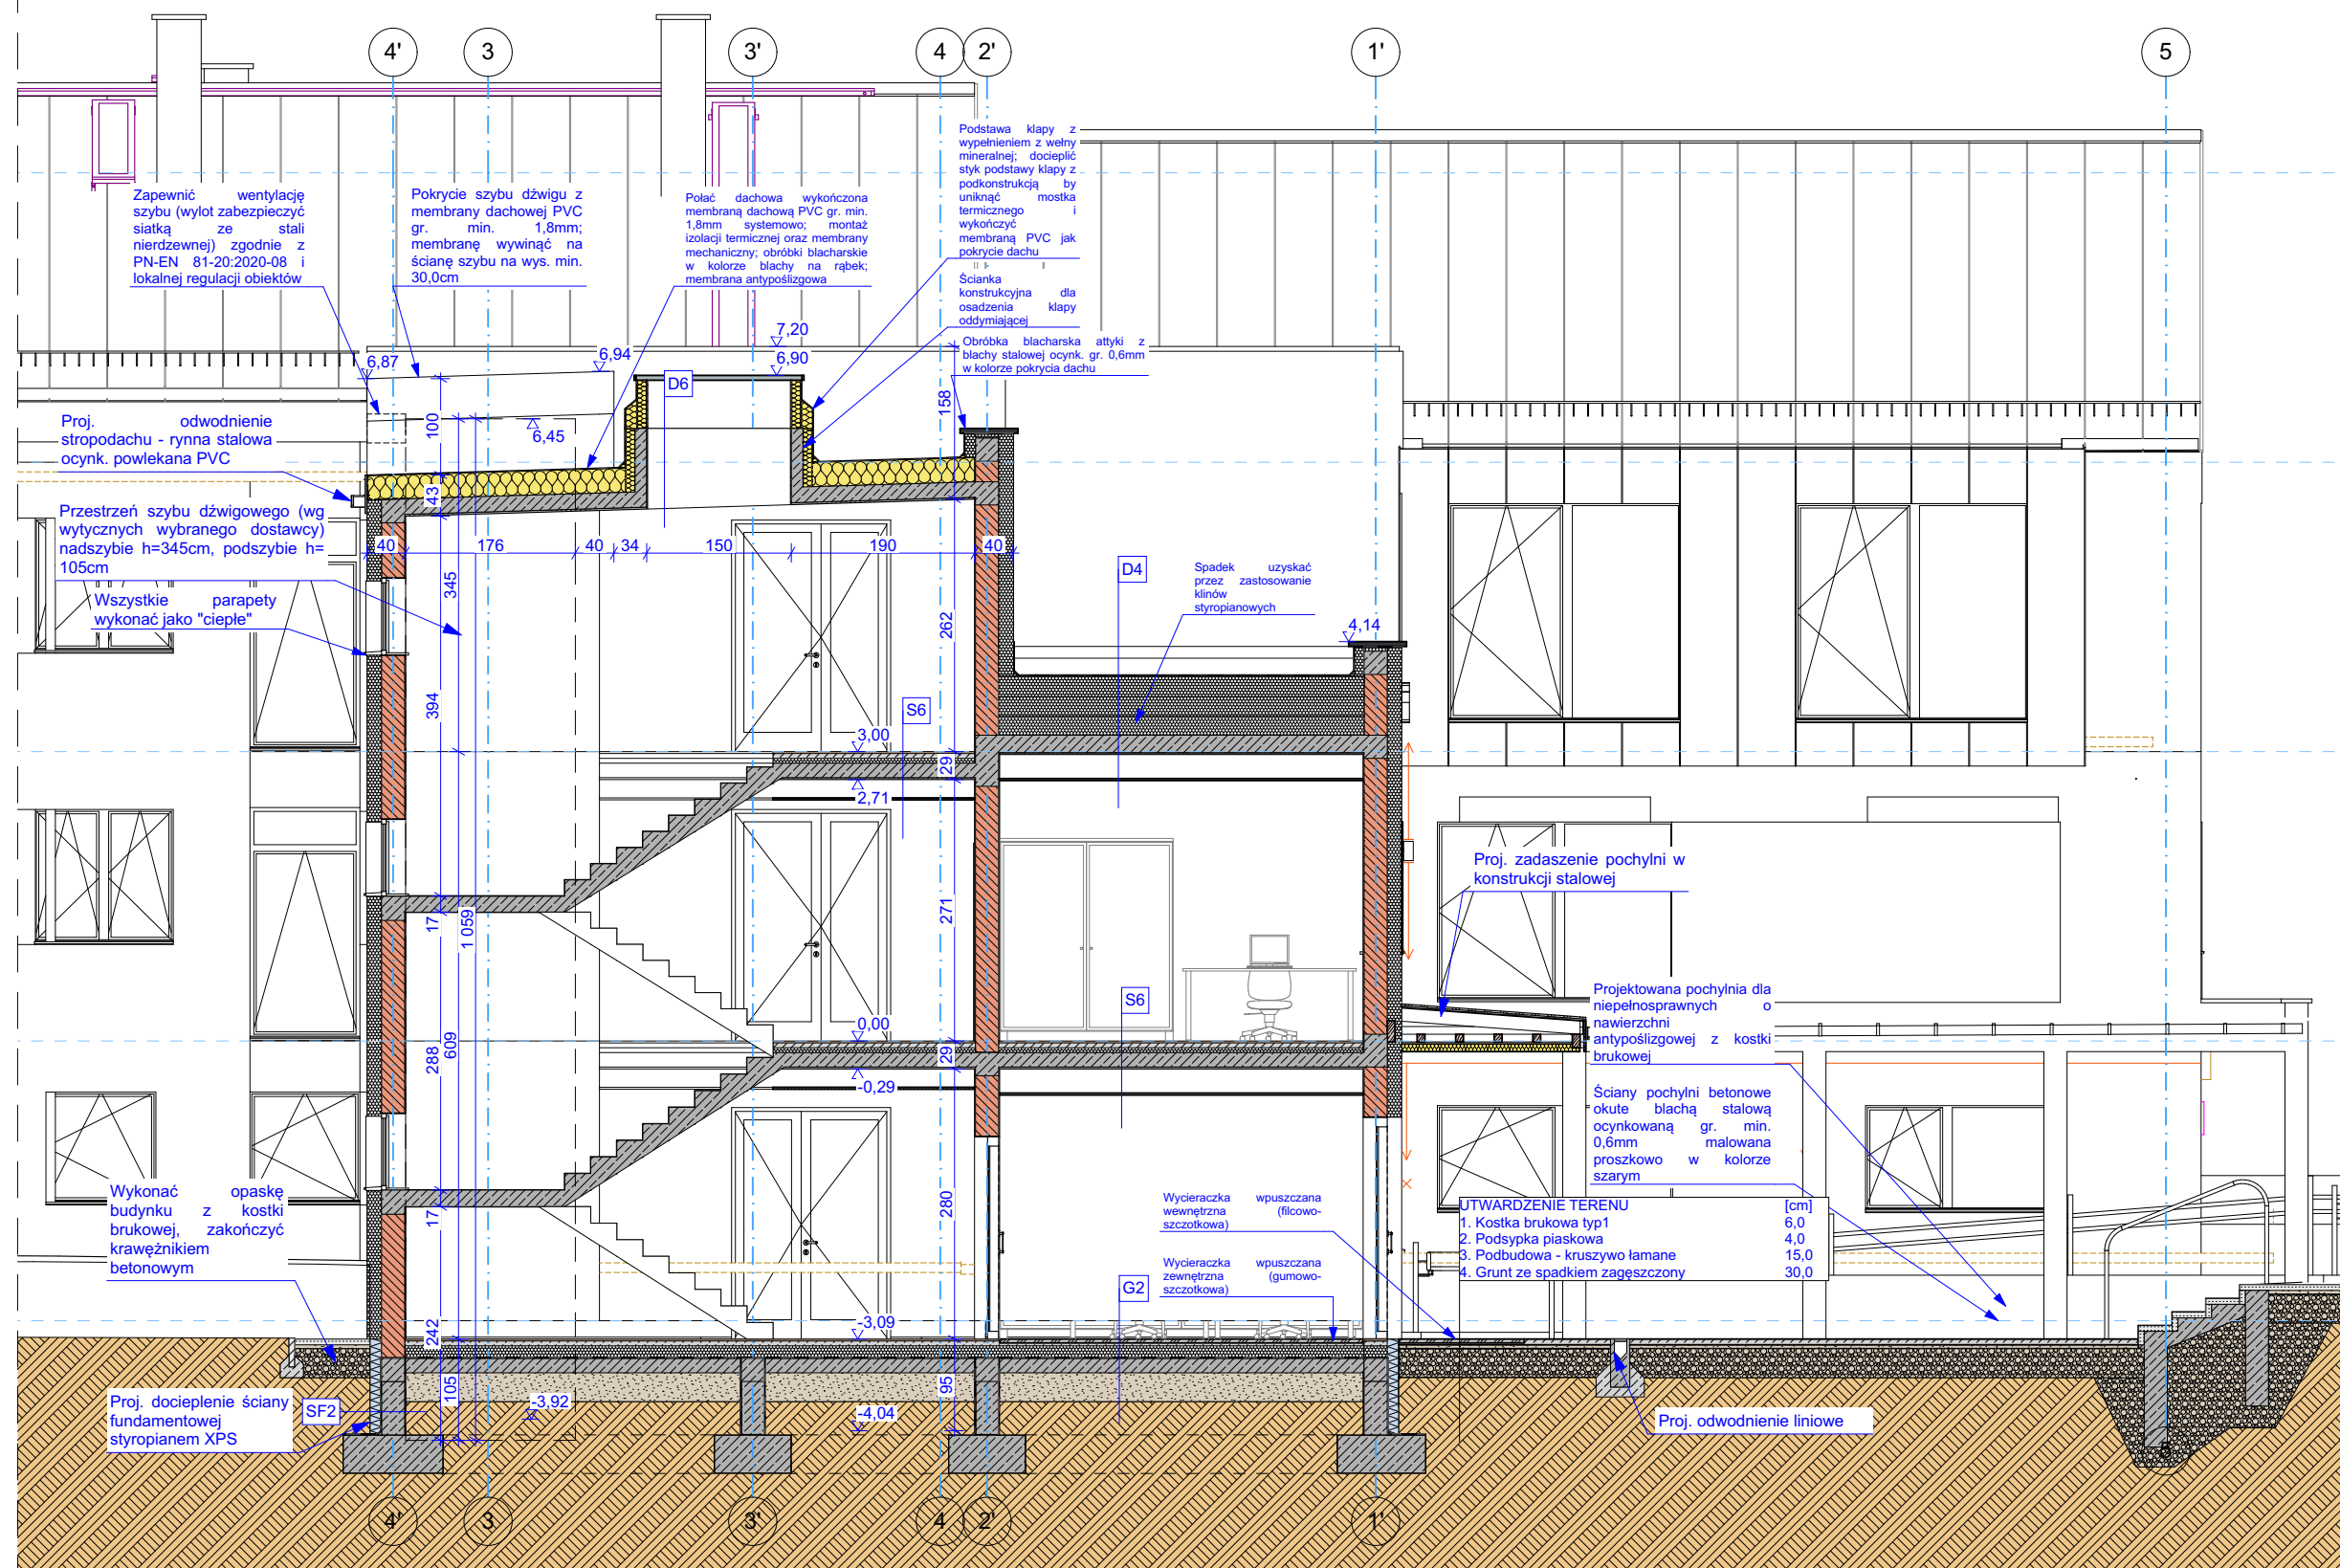 4'
3
3'
4
2'
1'
5
Zapewnić wentylację
szybu (wylot zabezpieczyć
siatką ze stali
nierdzewnej) zgodnie z
PN-EN 81-20:2020-08 i
lokalnej regulacji obiektów
Pokrycie szybu dźwigu z
membrany dachowej PVC
gr. min. 1,8mm;
membranę wywinąć na
ścianę szybu na wys. min.
30,0cm
Połać dachowa wykończona
membraną dachową PVC gr. min.
1,8mm systemowo; montaż
izolacji termicznej oraz membrany
mechaniczny; obróbki blacharskie
w kolorze blachy na rąbek;
membrana antypoślizgowa
Podstawa klapy z
wypełnieniem z wełny
mineralnej; docieplić
styk podstawy klapy z
podkonstrukcją by
uniknąć mostka
termicznego i
wykończyć
membraną PVC jak
pokrycie dachu
Ścianka
konstrukcyjna dla
osadzenia klapy
oddymiającej
Obróbka blacharska attyki z
blachy stalowej ocynk. gr. 0,6mm
w kolorze pokrycia dachu
7,20
6,90
6,94
6,87
6,45
D6
100
158
43
Proj. odwodnienie
stropodachu - rynna stalowa
ocynk. powlekana PVC
Przestrzeń szybu dźwigowego (wg
wytycznych wybranego dostawcy)
nadszybie h=345cm, podszybie h=
105cm
Wszystkie parapety
wykonać jako "ciepłe"
40
176
40
34
150
190
40
345
262
394
D4
Spadek uzyskać
przez zastosowanie
klinów
styropianowych
4,14
S6
3,00
29
2,71
17
1 059
271
Proj. zadaszenie pochylni w
konstrukcji stalowej
S6
Projektowana pochylnia dla
niepełnosprawnych o
nawierzchni
antypoślizgowej z kostki
brukowej
0,00
29
-0,29
288
609
Ściany pochylni betonowe
okute blachą stalową
ocynkowaną gr. min.
0,6mm malowana
proszkowo w kolorze
szarym
Wykonać opaskę
budynku z kostki
brukowej, zakończyć
krawężnikiem
betonowym
17
280
Wycieraczka wpuszczana
wewnętrzna (filcowo-
szczotkowa)
Wycieraczka wpuszczana
zewnętrzna (gumowo-
szczotkowa)
G2
UTWARDZENIE TERENU [cm]
1. Kostka brukowa typ1 6,0
2. Podsypka piaskowa 4,0
3. Podbudowa - kruszywo łamane 15,0
4. Grunt ze spadkiem zagęszczony 30,0
242
-3,09
105
95
-3,92
-4,04
Proj. docieplenie ściany
fundamentowej
styropianem XPS
SF2
Proj. odwodnienie liniowe
4'
3
3'
4
2'
1'